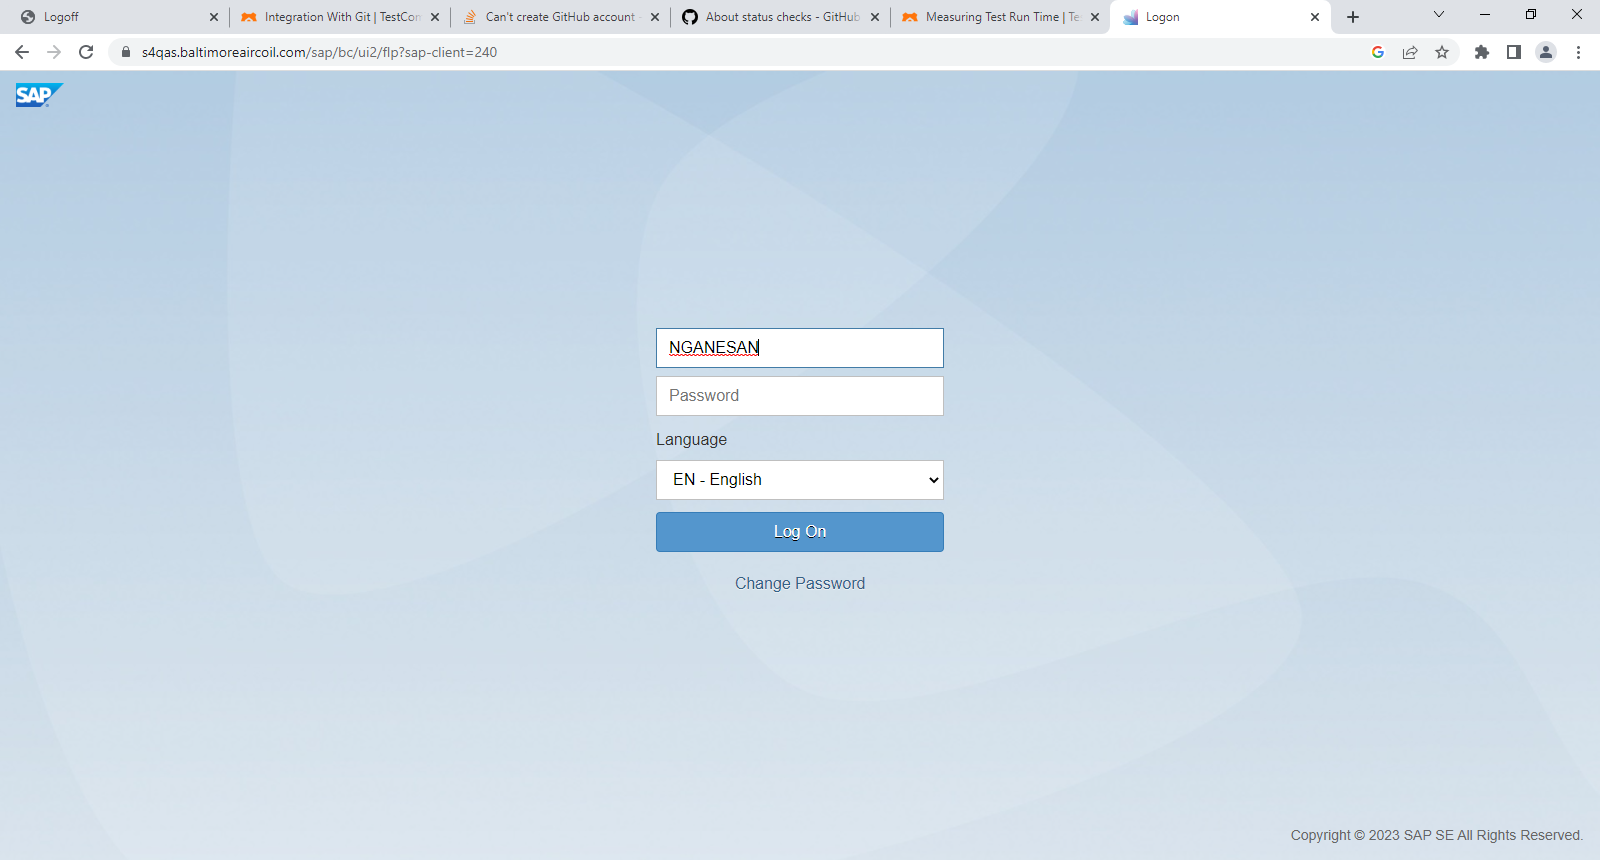 Logoff
Integration With Git | TestCom
Can't create GitHub account -
About status checks - GitHub
Measuring Test Run Time | Te
Logon
s4qas.baltimoreaircoil.com/sap/bc/ui2/flp?sap-client=240
SAP
NGANESAN
Password
Language
EN - English
Log On
Change Password
Copyright © 2023 SAP SE All Rights Reserved.